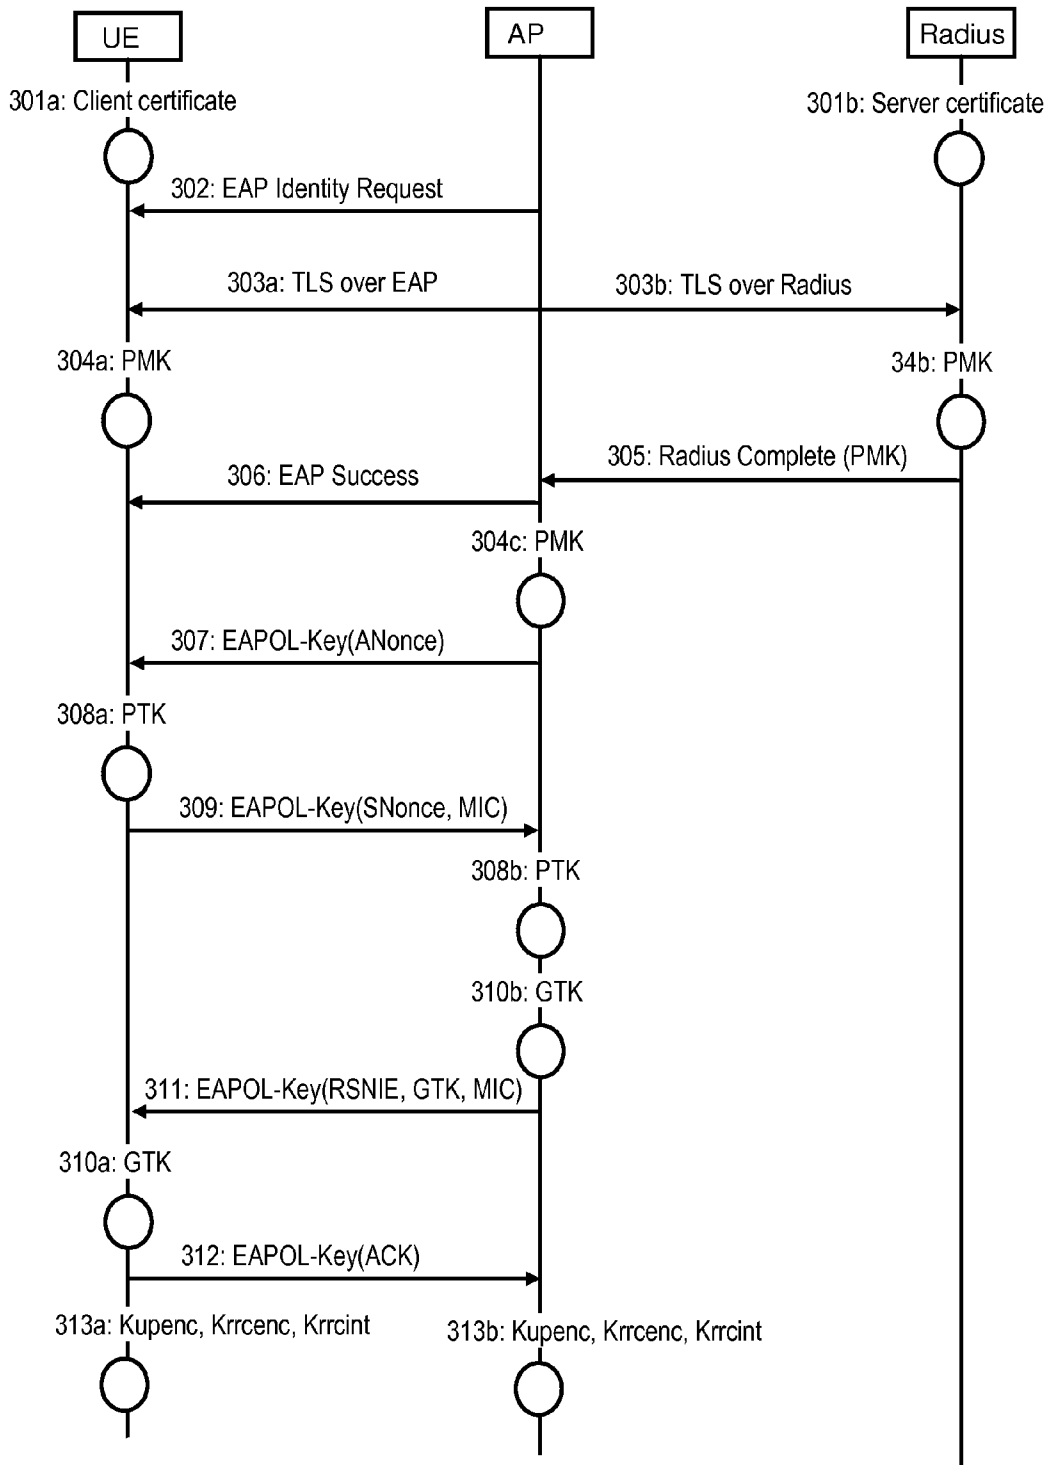 UE
AP
Radius
301a: Client certificate
301b: Server certificate
302: EAP Identity Request
303a: TLS over EAP
303b: TLS over Radius
304a: PMK
34b: PMK
305: Radius Complete (PMK)
306: EAP Success
304c: PMK
307: EAPOL-Key(ANonce)
308a: PTK
309: EAPOL-Key(SNonce, MIC)
308b: PTK
310b: GTK
311: EAPOL-Key(RSNIE, GTK, MIC)
310a: GTK
312: EAPOL-Key(ACK)
313a: Kupenc, Krrcenc, Krrcint
313b: Kupenc, Krrcenc, Krrcint